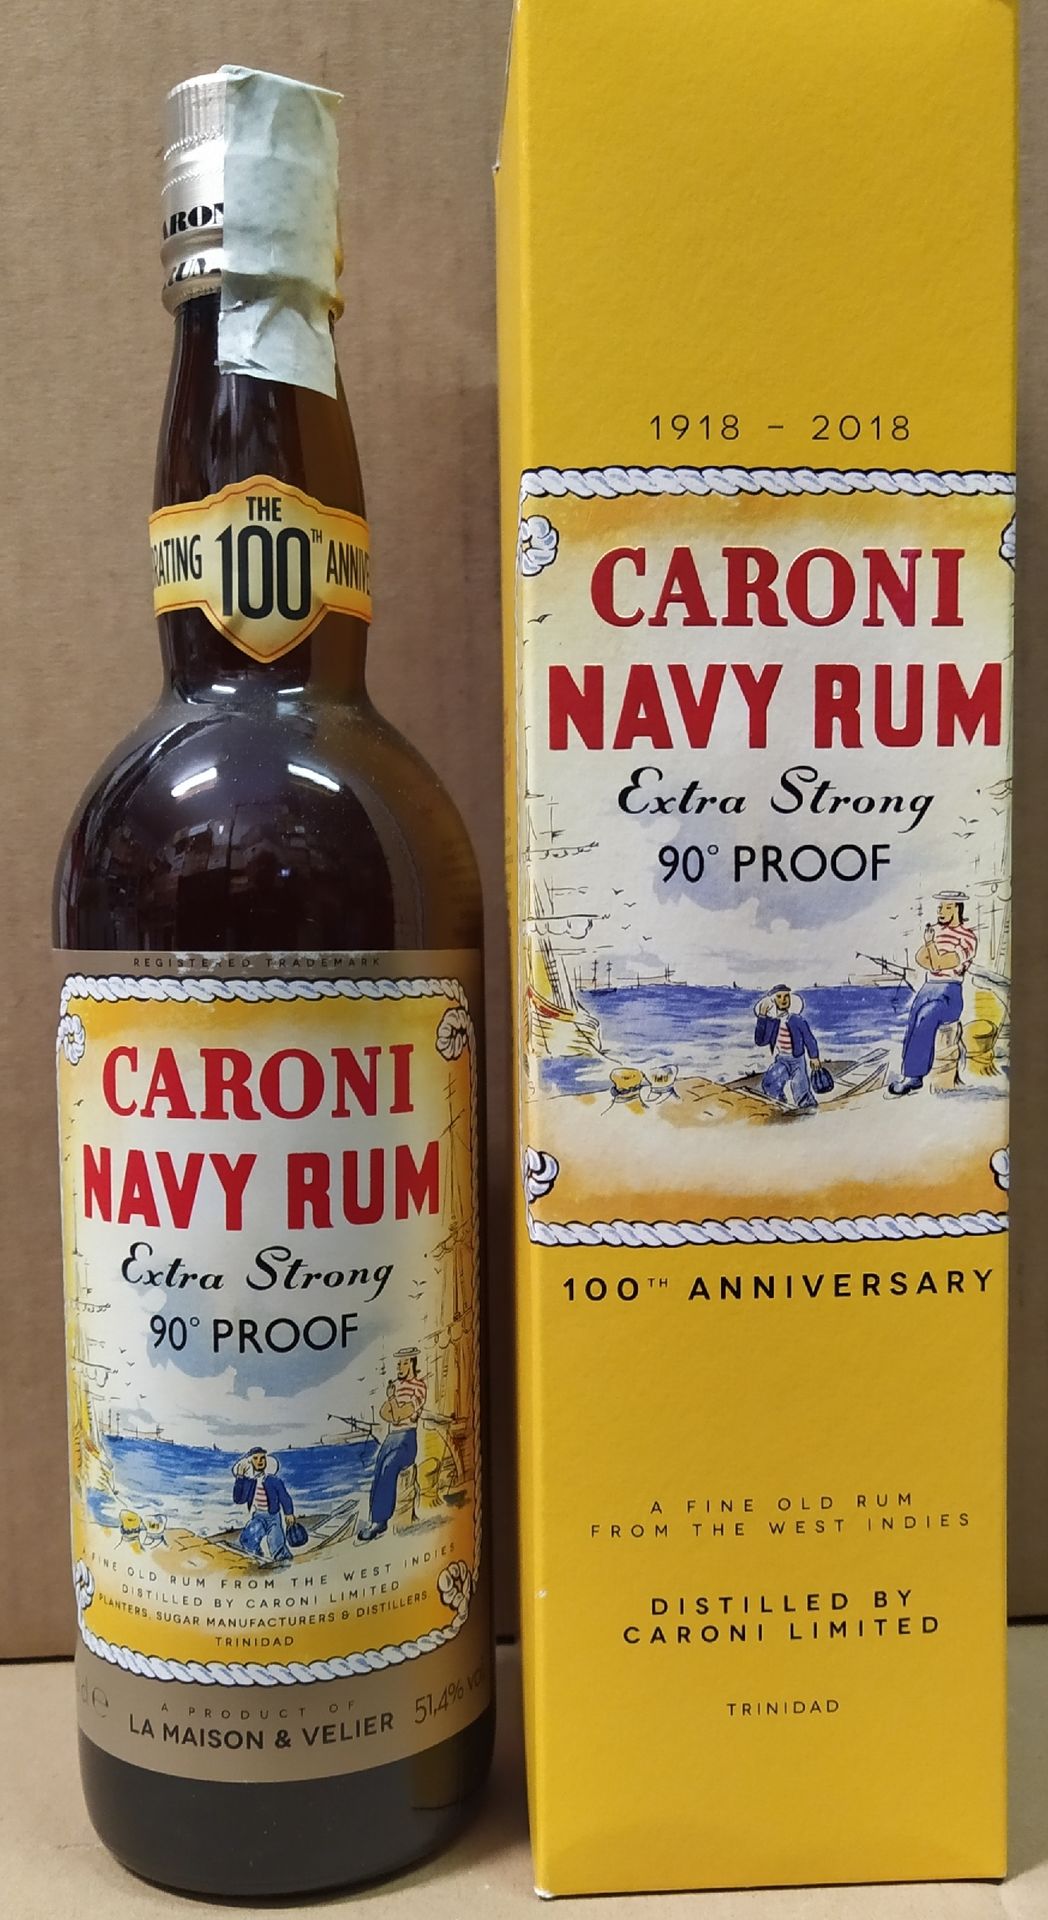 THE
100TH
REGISTERED TRADEMARK
CARONI
NAVY RUM
Extra Strong
90° PROOF
FINE OLD RUM FROM THE WEST INDIES
DISTILLED BY CARONI LIMITED
PLANTERS, SUGAR MANUFACTURERS & DISTILLERS
TRINIDAD
A PRODUCT OF
LA MAISON & VELIER
51,4% vol
1918 - 2018
CARONI
NAVY RUM
Extra Strong
90° PROOF
100TH ANNIVERSARY
A FINE OLD RUM
FROM THE WEST INDIES
DISTILLED BY
CARONI LIMITED
TRINIDAD